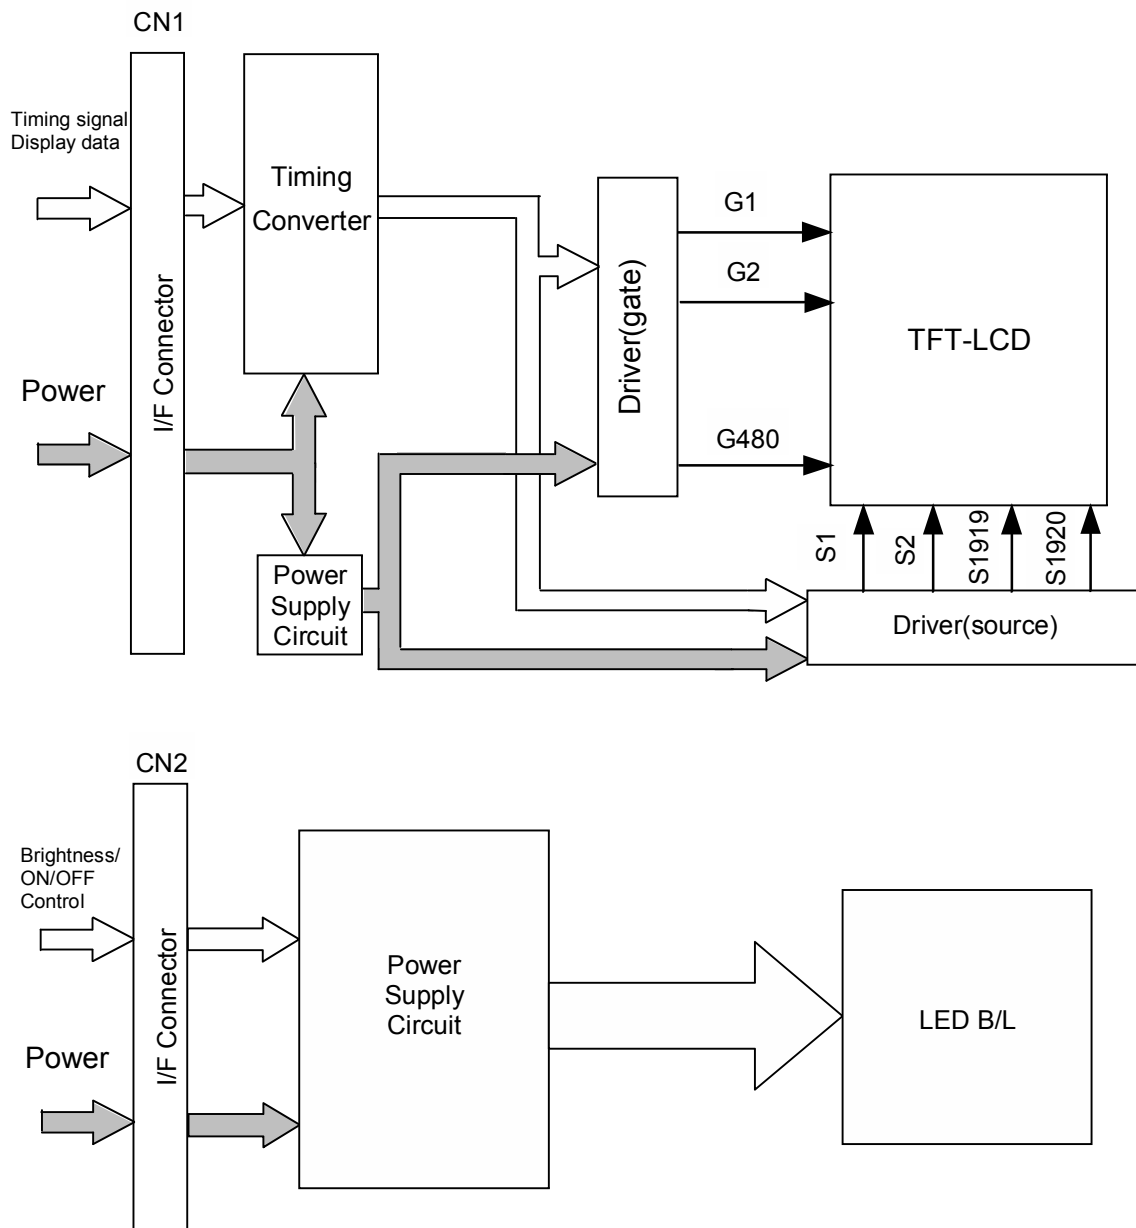 CN1
Timing signal
Display data
Power
I/F Connector
Timing
Converter
Power
Supply
Circuit
Driver(gate)
G1
G2
G480
TFT-LCD
S1
S2
S1919
S1920
Driver(source)
CN2
Brightness/
ON/OFF
Control
Power
I/F Connector
Power
Supply
Circuit
LED B/L